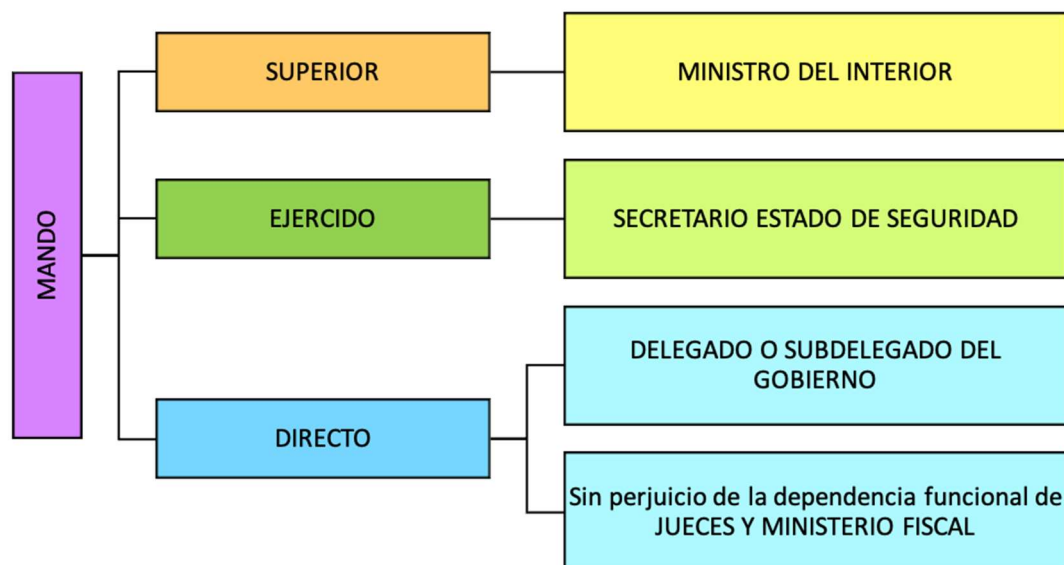 MANDO
SUPERIOR
MINISTRO DEL INTERIOR
EJERCIDO
SECRETARIO ESTADO DE SEGURIDAD
DIRECTO
DELEGADO O SUBDELEGADO DEL
GOBIERNO
Sin perjuicio de la dependencia funcional de
JUECES Y MINISTERIO FISCAL